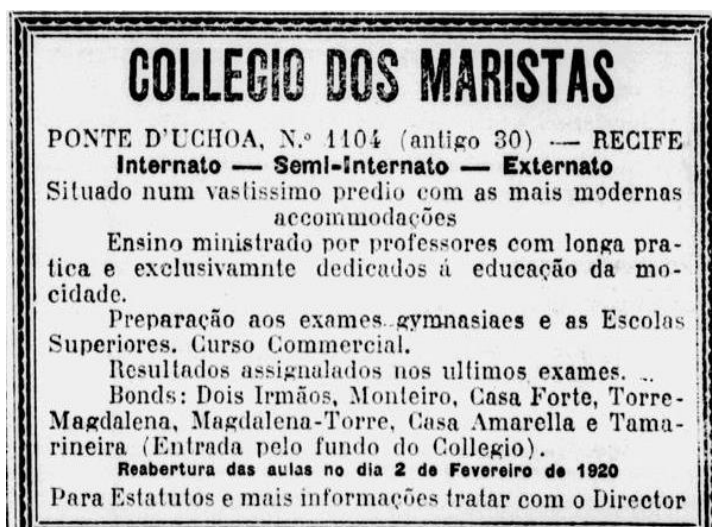 COLLEGIO DOS MARISTAS
PONTE D'UCHOA, N.º 1104 (antigo 30) — RECIFE
Internato — Semi-Internato — Externato
Situado num vastissimo predio com as mais modernas
accommodações
Ensino ministrado por professores com longa pra-
tica e exclusivamnte dedicados á educação da mo-
cidade.
Preparação aos exames gymnasiaes e as Escolas
Superiores. Curso Commercial.
Resultados assignalados nos ultimos exames.
Bonds: Dois Irmãos, Monteiro, Casa Forte, Torre-
Magdalena, Magdalena-Torre, Casa Amarella e Tama-
rineira (Entrada pelo fundo do Collegio).
Reabertura das aulas no dia 2 de Fevereiro de 1920
Para Estatutos e mais informações tratar com o Director